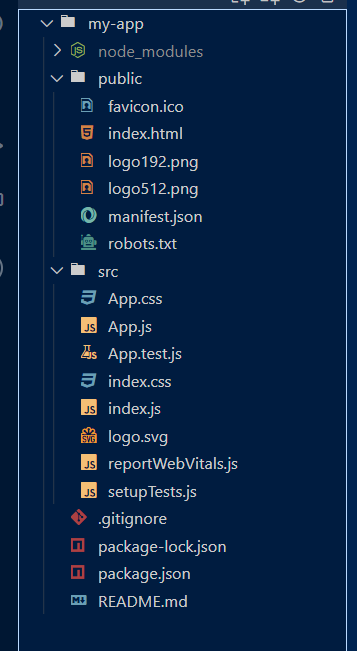 my-app
node_modules
public
favicon.ico
index.html
logo192.png
logo512.png
manifest.json
robots.txt
src
App.css
App.js
App.test.js
index.css
index.js
logo.svg
reportWebVitals.js
setupTests.js
.gitignore
package-lock.json
package.json
README.md